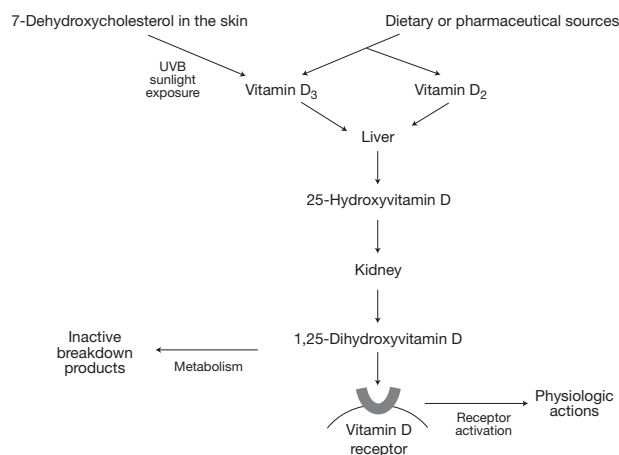 7-Dehydroxycholesterol in the skin
Dietary or pharmaceutical sources
UVB
sunlight
exposure
Vitamin D3
Vitamin D2
Liver
25-Hydroxyvitamin D
Kidney
1,25-Dihydroxyvitamin D
Inactive
breakdown
products
Metabolism
Vitamin D
receptor
Receptor
activation
Physiologic
actions